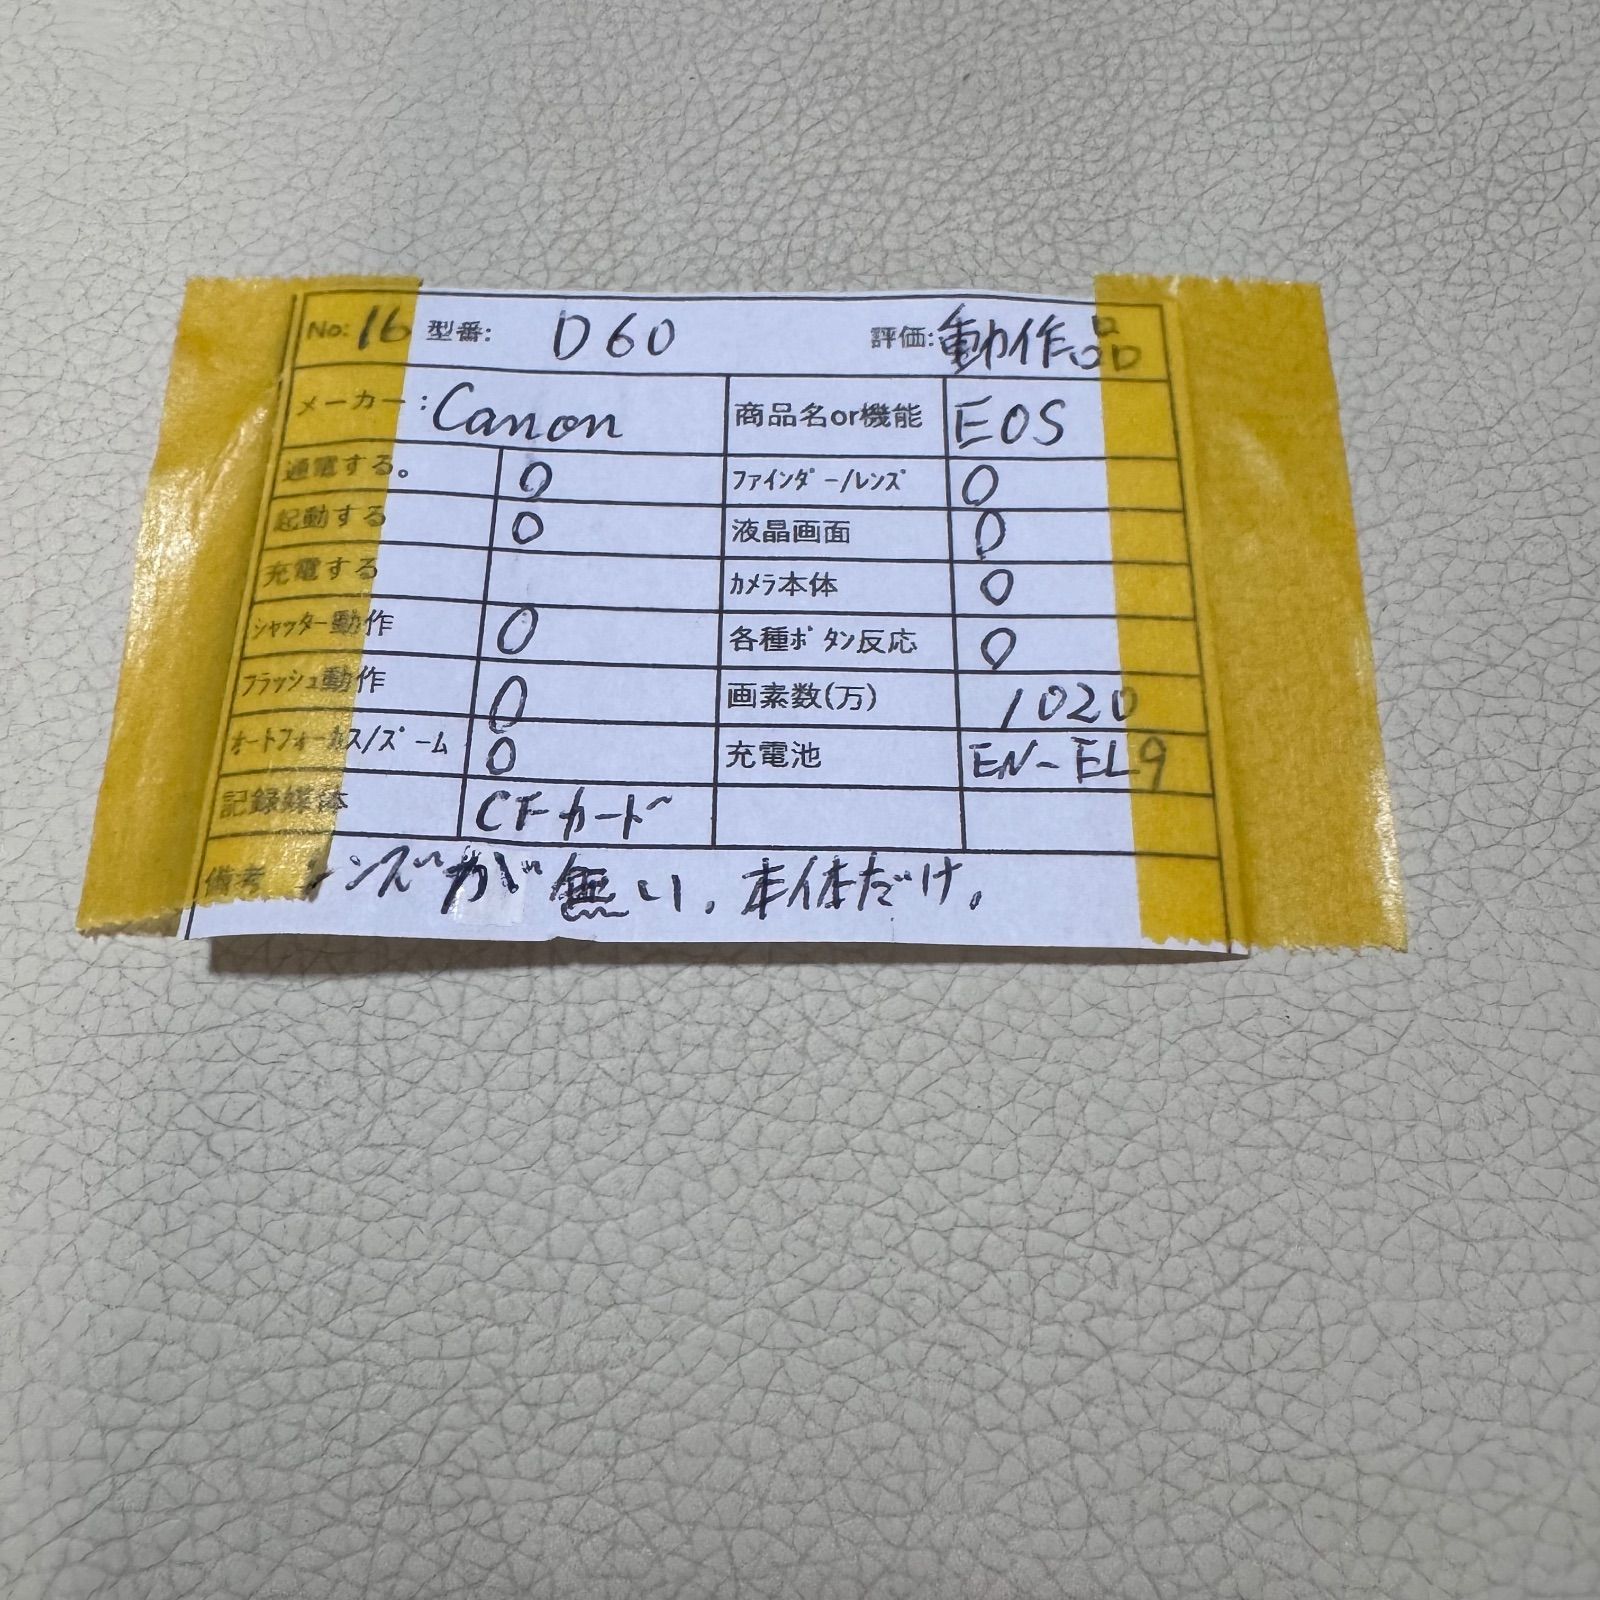 No: 16 型番: D60 評価: 動作品
メーカー: Canon 商品名or機能 EOS
通電する。 O ファインダー/レンズ O
起動する O 液晶画面 O
充電する カメラ本体 O
シャッター動作 O 各種ボタン反応 O
フラッシュ動作 O 画素数(万) 1020
オートフォーカス/ズーム O 充電池 EN-EL9
記録媒体 CFカード
備考 レンズが無い、本体だけ。